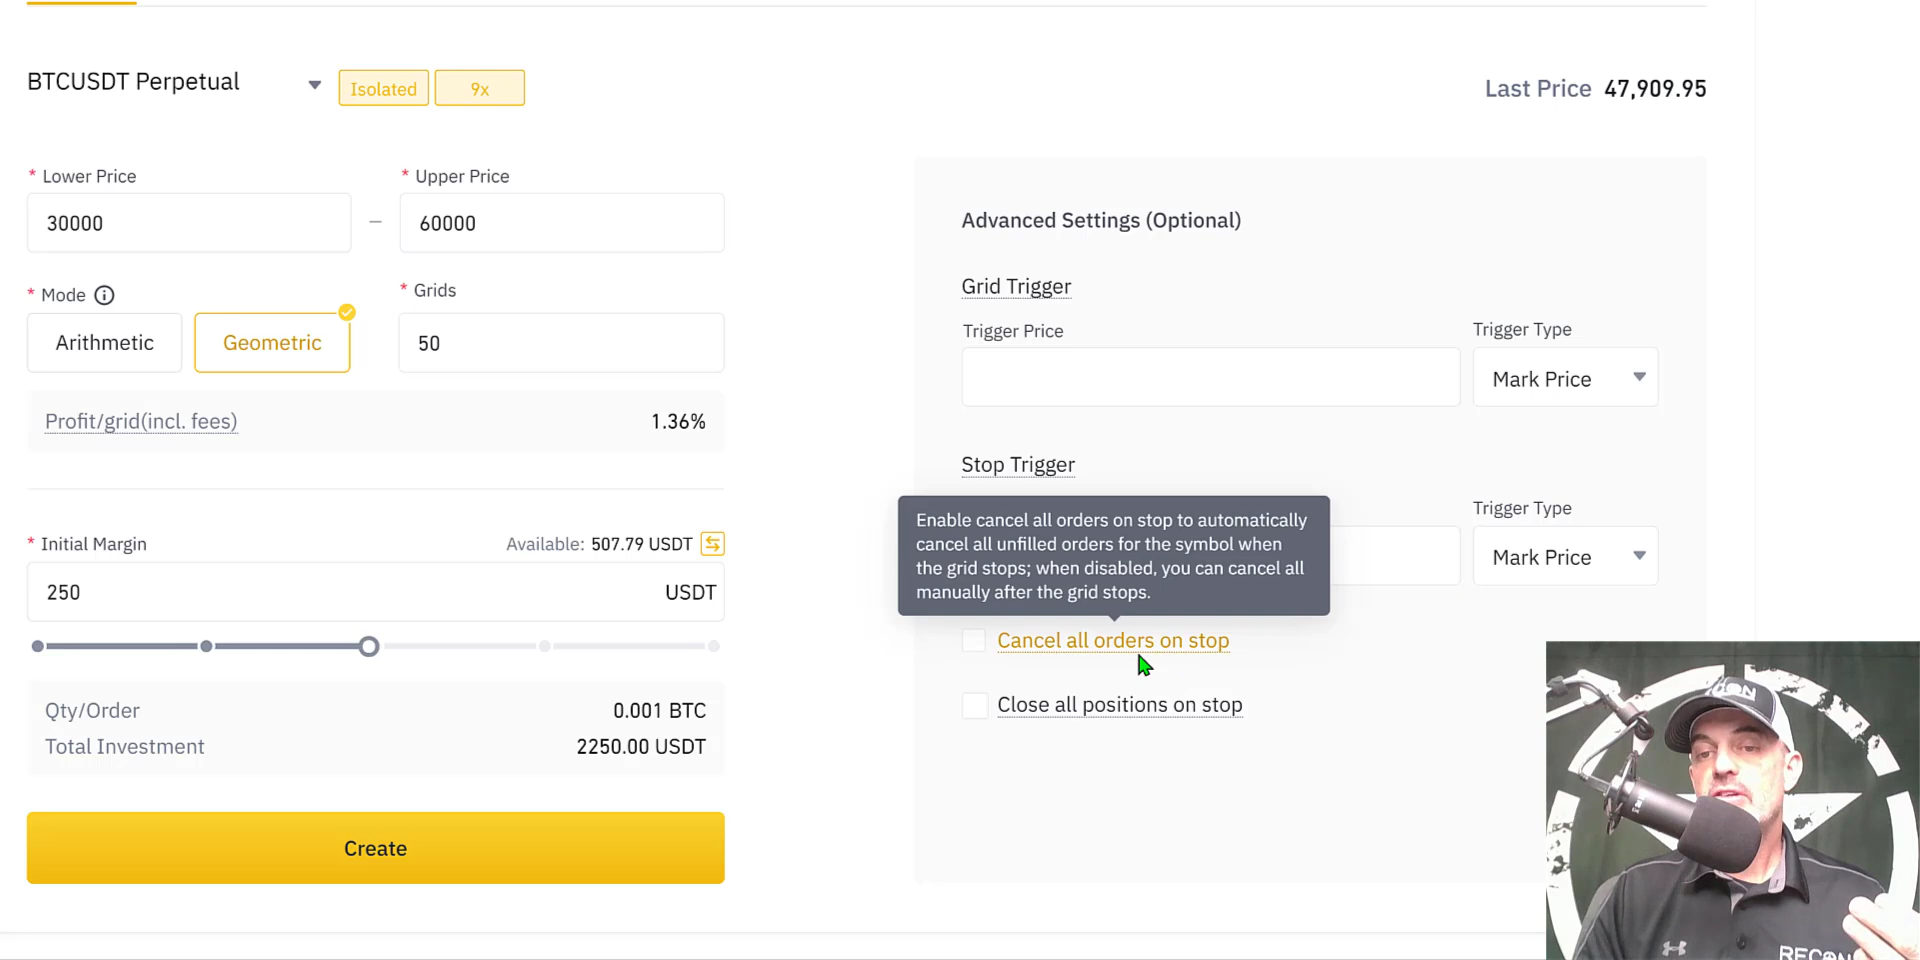 BTCUSDT Perpetual
Isolated
9x
Last Price 47,909.95
* Lower Price
* Upper Price
30000
–
60000
* Mode
* Grids
Arithmetic
Geometric
50
Profit/grid(incl. fees)
1.36%
* Initial Margin
Available: 507.79 USDT
250
USDT
Qty/Order
0.001 BTC
Total Investment
2250.00 USDT
Create
Advanced Settings (Optional)
Grid Trigger
Trigger Price
Trigger Type
Mark Price
Stop Trigger
Trigger Type
Mark Price
Enable cancel all orders on stop to automatically
cancel all unfilled orders for the symbol when
the grid stops; when disabled, you can cancel all
manually after the grid stops.
Cancel all orders on stop
Close all positions on stop